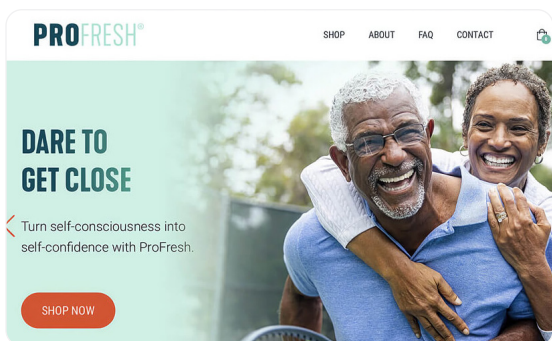 PROFRESH®
SHOP ABOUT FAQ CONTACT
DARE TO
GET CLOSE
Turn self-consciousness into
self-confidence with ProFresh.
SHOP NOW